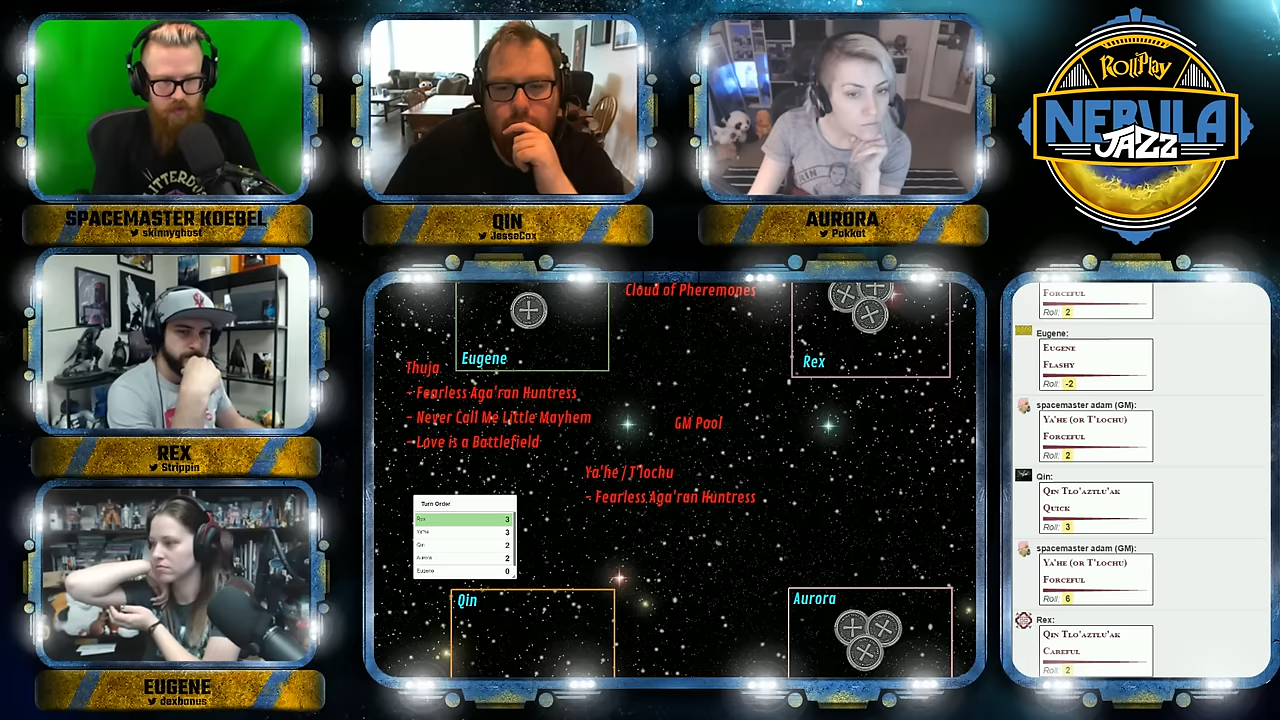 SPACEMASTER KOEBEL
skinnyghost
QIN
JesseCox
AURORA
Pokket
ROLLPLAY
NEBULA
JAZZ
REX
Strippin
EUGENE
dexbonus
Cloud of Pheremones
Eugene
Rex
Thuja
- Fearless Aga'ran Huntress
- Never Call Me Little Mayhem
- Love is a Battlefield
GM Pool
Ya'he / T'lochu
- Fearless Aga'ran Huntress
Turn Order
Rex 3
Ya'he 3
Qin 2
Aurora 2
Eugene 0
Qin
Aurora
FORCEFUL
Roll: 2
Eugene:
EUGENE
FLASHY
Roll: -2
spacemaster adam (GM):
YA'HE (OR T'LOCHU)
FORCEFUL
Roll: 2
Qin:
QIN TLO'AZTLU'AK
QUICK
Roll: 3
spacemaster adam (GM):
YA'HE (OR T'LOCHU)
FORCEFUL
Roll: 6
Rex:
QIN TLO'AZTLU'AK
CAREFUL
Roll: 2